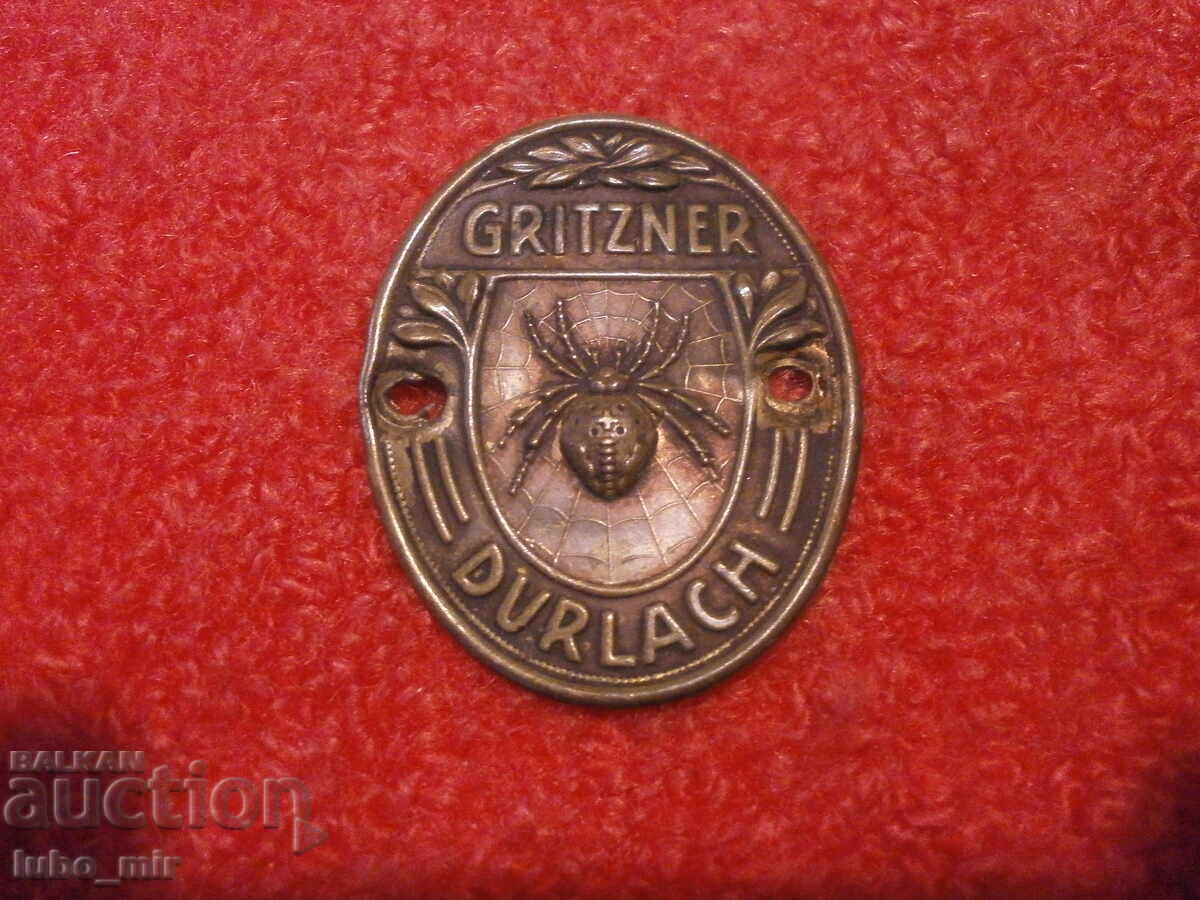 GRITZNER
DURLACH
BALKAN
auction
lubo_mir